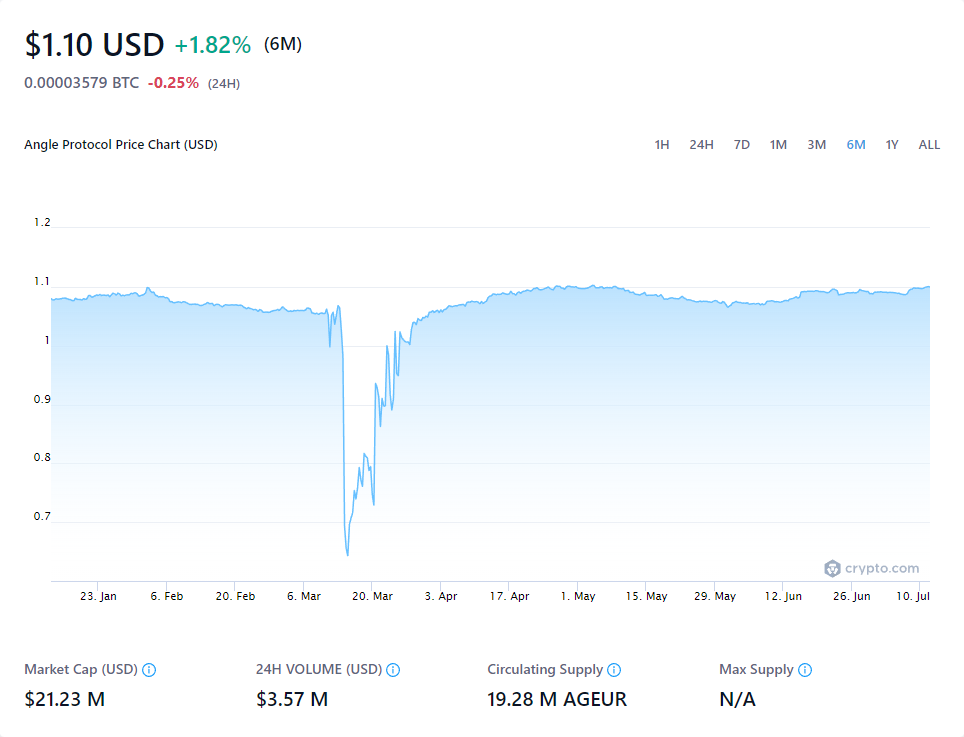 $1.10 USD +1.82% (6M)
0.00003579 BTC -0.25% (24H)
Angle Protocol Price Chart (USD) 1H 24H 7D 1M 3M 6M 1Y ALL
1.2
1.1
1
0.9
0.8
0.7
crypto.com
23. Jan 6. Feb 20. Feb 6. Mar 20. Mar 3. Apr 17. Apr 1. May 15. May 29. May 12. Jun 26. Jun 10. Jul
Market Cap (USD) 24H VOLUME (USD) Circulating Supply Max Supply
$21.23 M $3.57 M 19.28 M AGEUR N/A